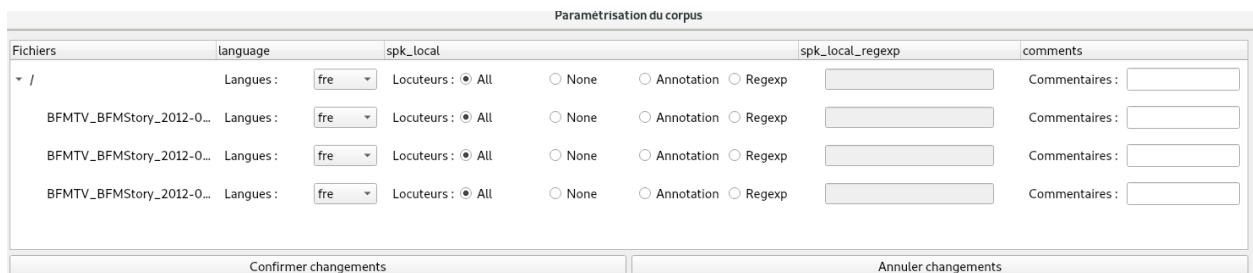 Paramétrisation du corpus
Fichiers language spk_local spk_local_regexp comments
/ Langues : fre Locuteurs : All None Annotation Regexp Commentaires :
BFMTV_BFMStory_2012-0... Langues : fre Locuteurs : All None Annotation Regexp Commentaires :
BFMTV_BFMStory_2012-0... Langues : fre Locuteurs : All None Annotation Regexp Commentaires :
BFMTV_BFMStory_2012-0... Langues : fre Locuteurs : All None Annotation Regexp Commentaires :
Confirmer changements Annuler changements